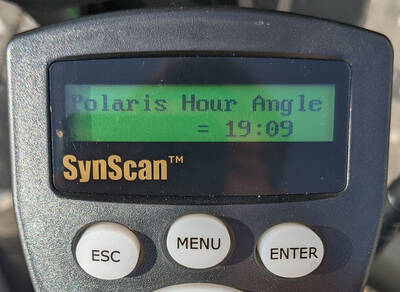 Polaris Hour Angle
= 19:09
SynScan™
ESC
MENU
ENTER